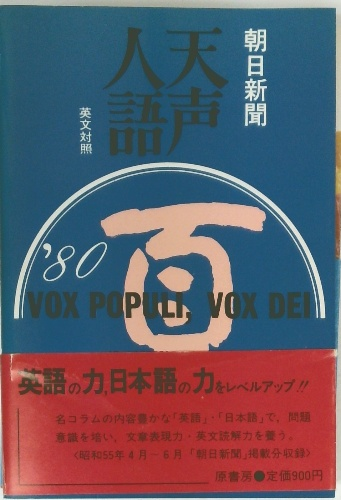 朝日新聞
天声
人語
英文対照
'80
百
VOX POPULI, VOX DEI
英語の力,日本語の力をレベルアップ!!
名コラムの内容豊かな「英語」・「日本語」で、問題
意識を培い、文章表現力・英文読解力を養う。
〈昭和55年4月–6月「朝日新聞」掲載分収録〉
原書房●定価900円